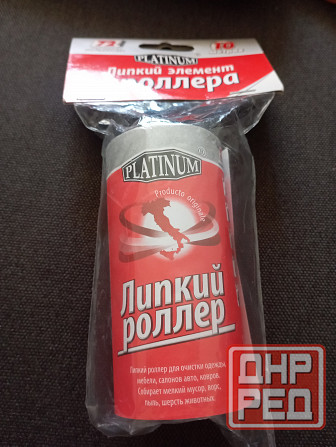 PLATINUM
Липкий элемент
роллера
PLATINUM
Producto originale
Липкий
роллер
Липкий роллер для очистки одежды,
мебели, салонов авто, ковров.
Собирает мелкий мусор, ворс,
пыль, шерсть животных.
ДНР
РЕД